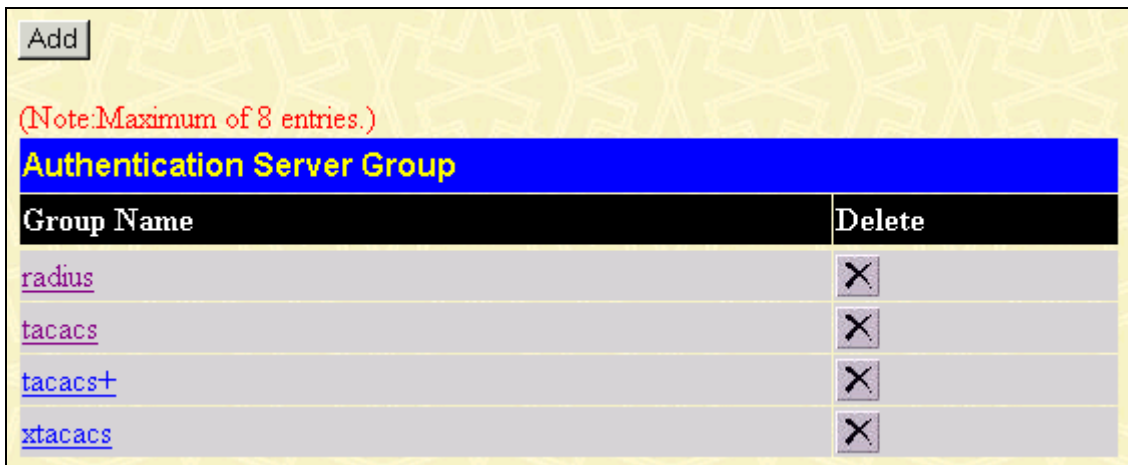 Add
(Note:Maximum of 8 entries.)
Authentication Server Group
Group Name Delete
radius
tacacs
tacacs+
xtacacs